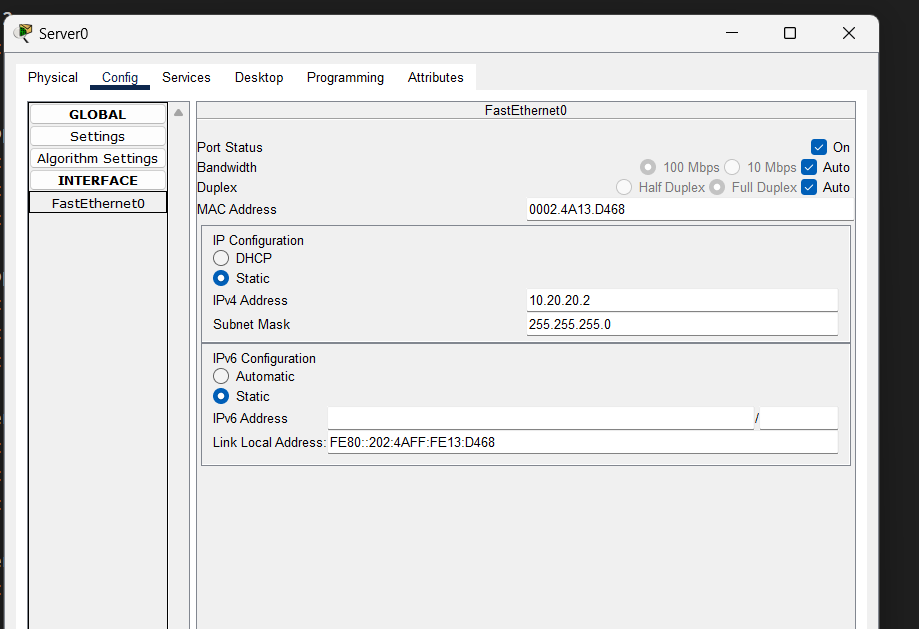 Server0
Physical Config Services Desktop Programming Attributes
GLOBAL
Settings
Algorithm Settings
INTERFACE
FastEthernet0
FastEthernet0
Port Status On
Bandwidth 100 Mbps 10 Mbps Auto
Duplex Half Duplex Full Duplex Auto
MAC Address 0002.4A13.D468
IP Configuration
DHCP
Static
IPv4 Address 10.20.20.2
Subnet Mask 255.255.255.0
IPv6 Configuration
Automatic
Static
IPv6 Address /
Link Local Address: FE80::202:4AFF:FE13:D468